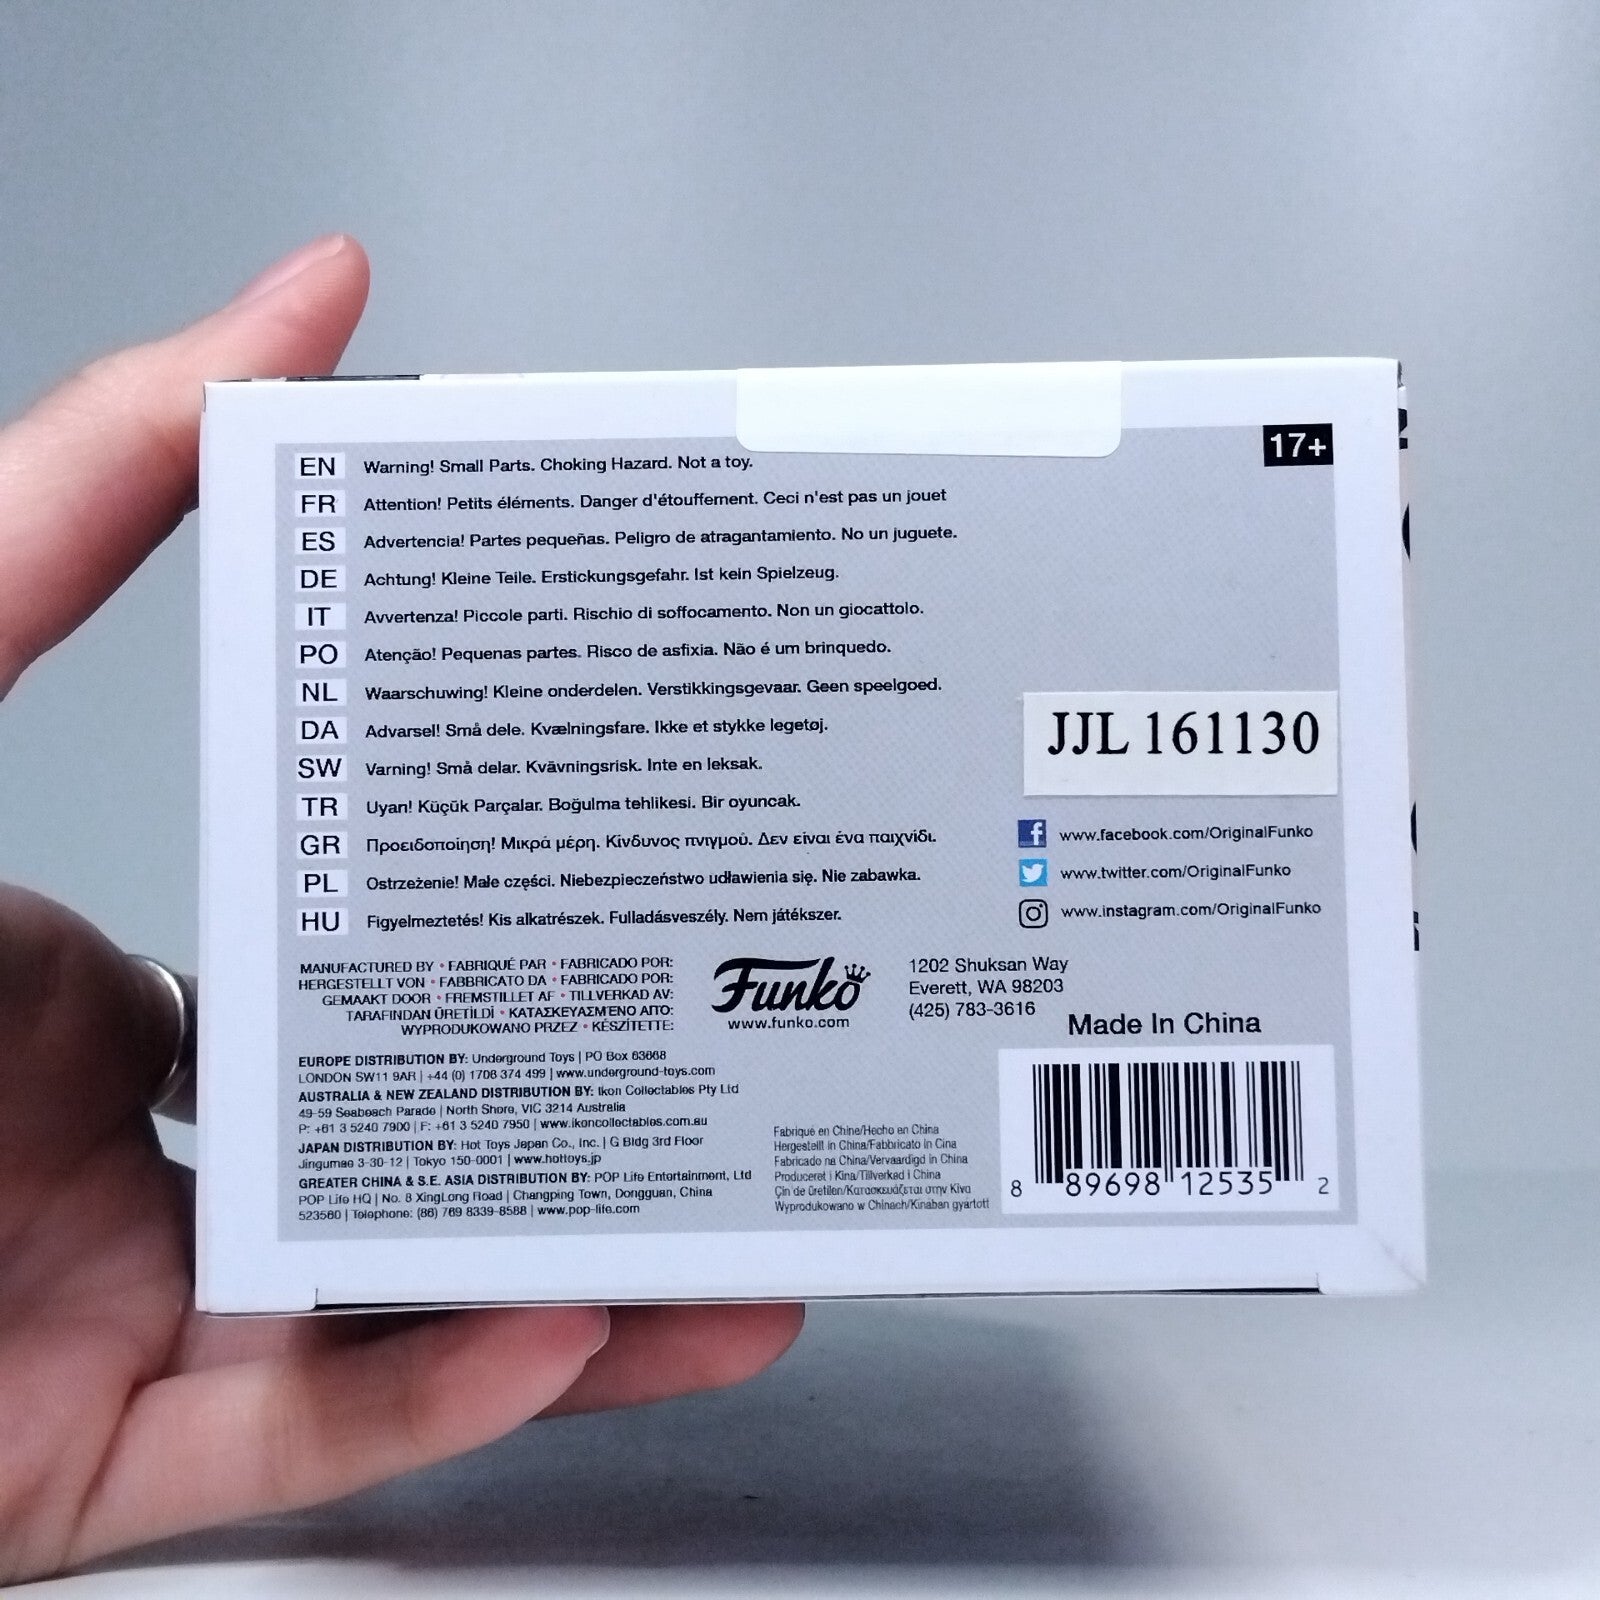 17+
EN Warning! Small Parts. Choking Hazard. Not a toy.
FR Attention! Petits éléments. Danger d'étouffement. Ceci n'est pas un jouet
ES Advertencia! Partes pequeñas. Peligro de atragantamiento. No un juguete.
DE Achtung! Kleine Teile. Erstickungsgefahr. Ist kein Spielzeug.
IT Avvertenza! Piccole parti. Rischio di soffocamento. Non un giocattolo.
PO Atenção! Pequenas partes. Risco de asfixia. Não é um brinquedo.
NL Waarschuwing! Kleine onderdelen. Verstikkingsgevaar. Geen speelgoed.
DA Advarsel! Små dele. Kvælningsfare. Ikke et stykke legetøj.
SW Varning! Små delar. Kvävningsrisk. Inte en leksak.
TR Uyarı! Küçük Parçalar. Boğulma tehlikesi. Bir oyuncak.
GR Προειδοποίηση! Μικρά μέρη. Κίνδυνος πνιγμού. Δεν είναι ένα παιχνίδι.
PL Ostrzeżenie! Małe części. Niebezpieczeństwo udławienia się. Nie zabawka.
HU Figyelmeztetés! Kis alkatrészek. Fulladásveszély. Nem játékszer.
JJL 161130
www.facebook.com/OriginalFunko
www.twitter.com/OriginalFunko
www.instagram.com/OriginalFunko
MANUFACTURED BY • FABRIQUÉ PAR • FABRICADO POR:
HERGESTELLT VON • FABBRICATO DA • FABRICADO POR:
GEMAAKT DOOR • FREMSTILLET AF • TILLVERKAD AV:
TARAFINDAN ÜRETİLDİ • ΚΑΤΑΣΚΕΥΑΣΜΈΝΟ ΑΠΌ:
WYPRODUKOWANO PRZEZ • KÉSZÍTETTE:
Funko
www.funko.com
1202 Shuksan Way
Everett, WA 98203
(425) 783-3616
Made In China
EUROPE DISTRIBUTION BY: Underground Toys | PO Box 63668
LONDON SW11 9AR | +44 (0) 1706 374 499 | www.underground-toys.com
AUSTRALIA & NEW ZEALAND DISTRIBUTION BY: Ikon Collectables Pty Ltd
49-59 Seabeach Parade | North Shore, VIC 3214 Australia
P: +61 3 5240 7900 | F: +61 3 5240 7950 | www.ikoncollectables.com.au
JAPAN DISTRIBUTION BY: Hot Toys Japan Co., Inc. | G Bldg 3rd Floor
Jingumae 3-30-12 | Tokyo 150-0001 | www.hottoys.jp
GREATER CHINA & S.E. ASIA DISTRIBUTION BY: POP Life Entertainment, Ltd
POP Life HQ | No. 8 XingLong Road | Changping Town, Dongguan, China
523560 | Telephone: (86) 769 8339-8588 | www.pop-life.com
Fabriqué en Chine/Hecho en China
Hergestellt in China/Fabbricato in Cina
Fabricado na China/Vervaardigd in China
Produceret i Kina/Tillverkad i China
Çin'de üretilen/Κατασκευάζεται στην Κίνα
Wyprodukowano w Chinach/Kínában gyártott
8 89698 12535 2